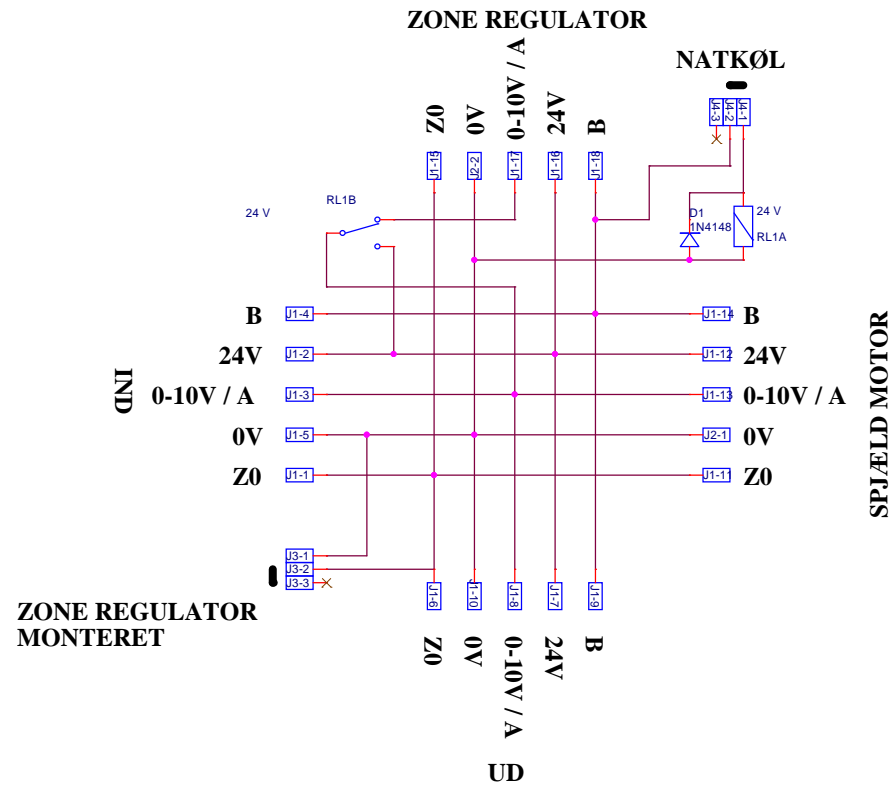 ZONE REGULATOR
NATKØL
Z0
0V
0-10V / A
24V
B
J4-3
J4-2
J4-1
J1-15
J2-2
J1-17
J1-16
J1-18
24 V
RL1B
D1
1N4148
24 V
RL1A
B
J1-4
J1-14
B
24V
J1-2
J1-12
24V
IND
0-10V / A
J1-3
J1-13
0-10V / A
SPJÆLD MOTOR
0V
J1-5
J2-1
0V
Z0
J1-1
J1-11
Z0
J3-1
J3-2
J3-3
J1-6
J1-10
J1-8
J1-7
J1-9
ZONE REGULATOR
MONTERET
Z0
0V
0-10V / A
24V
B
UD